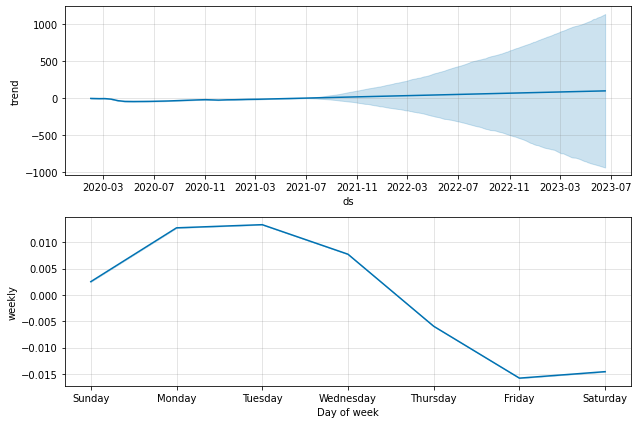 1000
500
0
−500
−1000
trend
2020-03 2020-07 2020-11 2021-03 2021-07 2021-11 2022-03 2022-07 2022-11 2023-03 2023-07
ds
0.010
0.005
0.000
−0.005
−0.010
−0.015
weekly
Sunday Monday Tuesday Wednesday Thursday Friday Saturday
Day of week